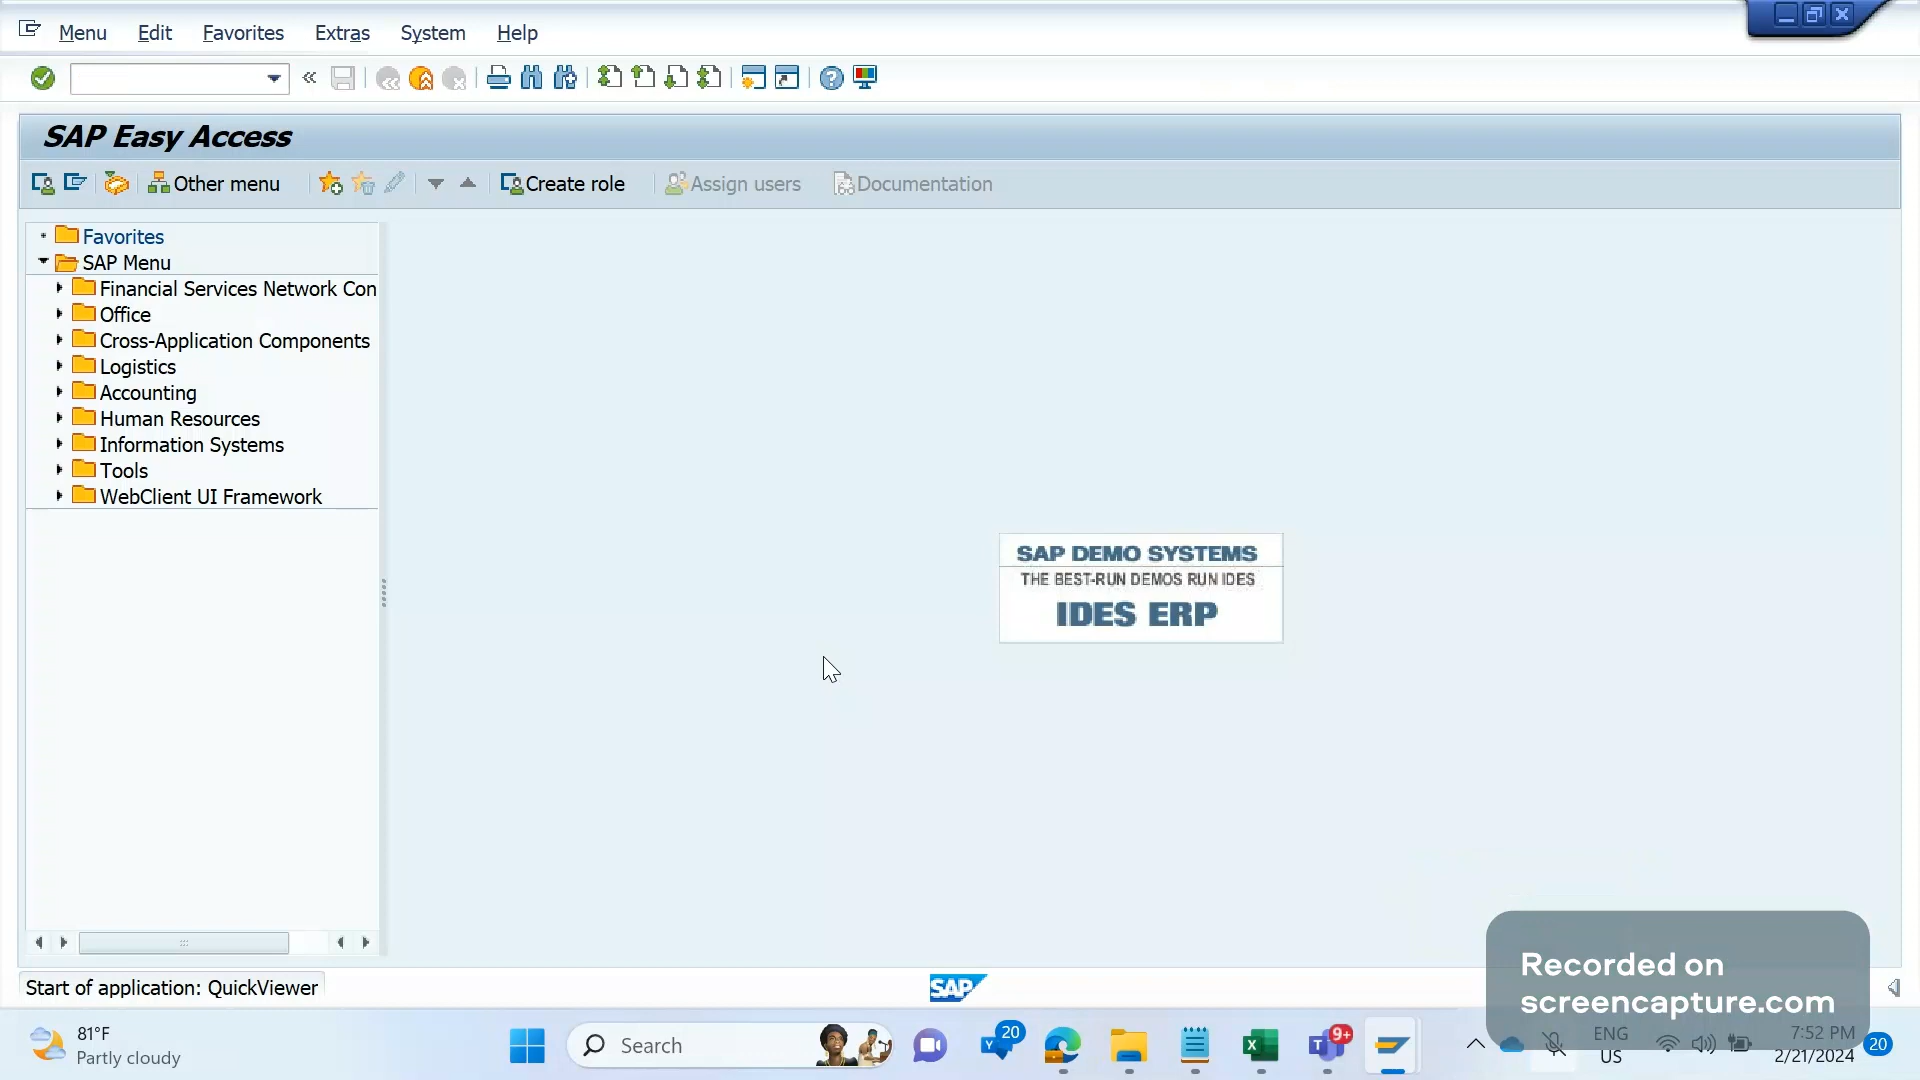 Menu Edit Favorites Extras System Help
SAP Easy Access
Other menu Create role Assign users Documentation
Favorites
SAP Menu
Financial Services Network Con
Office
Cross-Application Components
Logistics
Accounting
Human Resources
Information Systems
Tools
WebClient UI Framework
SAP DEMO SYSTEMS
THE BEST-RUN DEMOS RUN IDES
IDES ERP
Recorded on
screencapture.com
Start of application: QuickViewer
SAP
81°F
Partly cloudy
Search
20
9+
ENG
US
7:52 PM
2/21/2024
20